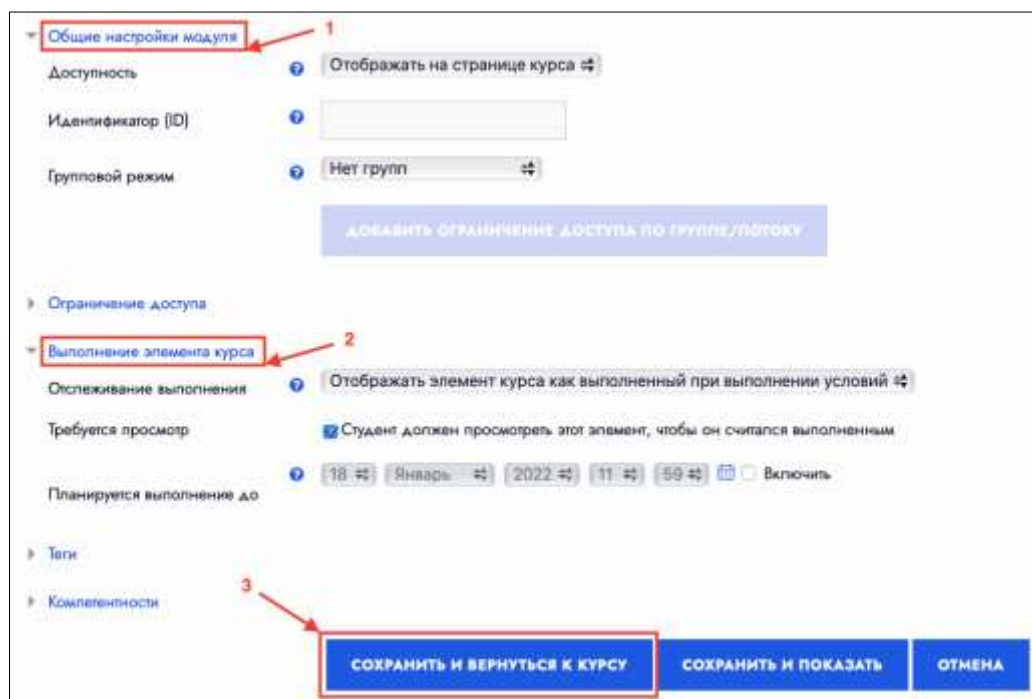 Общие настройки модуля
1
Доступность
Отображать на странице курса
Идентификатор (ID)
Групповой режим
Нет групп
ДОБАВИТЬ ОГРАНИЧЕНИЕ ДОСТУПА ПО ГРУППЕ/ПОТОКУ
Ограничение доступа
2
Выполнение элемента курса
Отслеживание выполнения
Отображать элемент курса как выполненный при выполнении условий
Требуется просмотр
Студент должен просмотреть этот элемент, чтобы он считался выполненным
Планируется выполнение до
18 Январь 2022 11 59 Включить
Теги
Компетентности
3
СОХРАНИТЬ И ВЕРНУТЬСЯ К КУРСУ СОХРАНИТЬ И ПОКАЗАТЬ ОТМЕНА